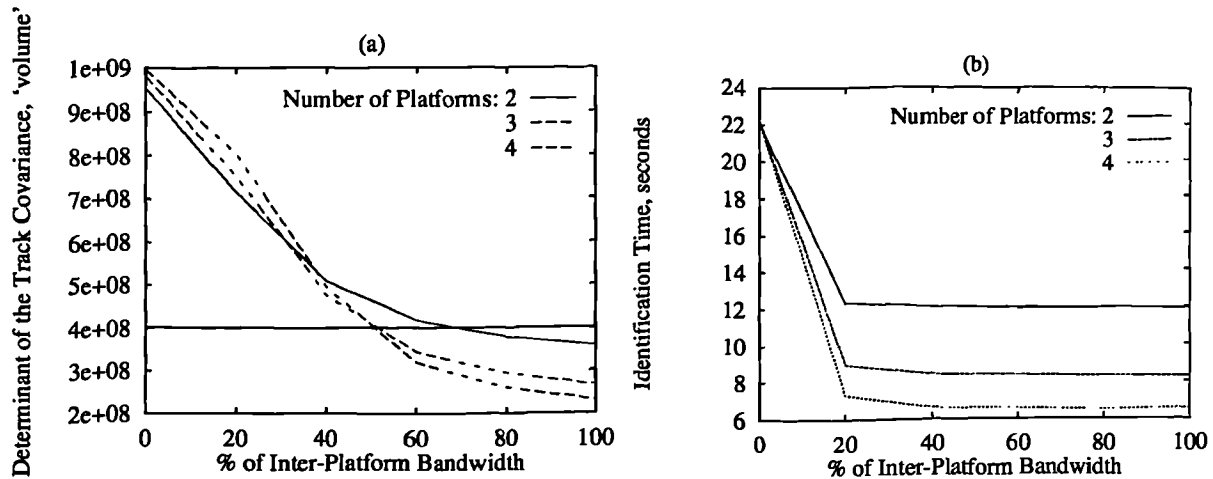 (a)
Determinant of the Track Covariance, 'volume'
1e+09
9e+08
8e+08
7e+08
6e+08
5e+08
4e+08
3e+08
2e+08
Number of Platforms: 2
3
4
0 20 40 60 80 100
% of Inter-Platform Bandwidth
(b)
Identification Time, seconds
24
22
20
18
16
14
12
10
8
6
Number of Platforms: 2
3
4
0 20 40 60 80 100
% of Inter-Platform Bandwidth